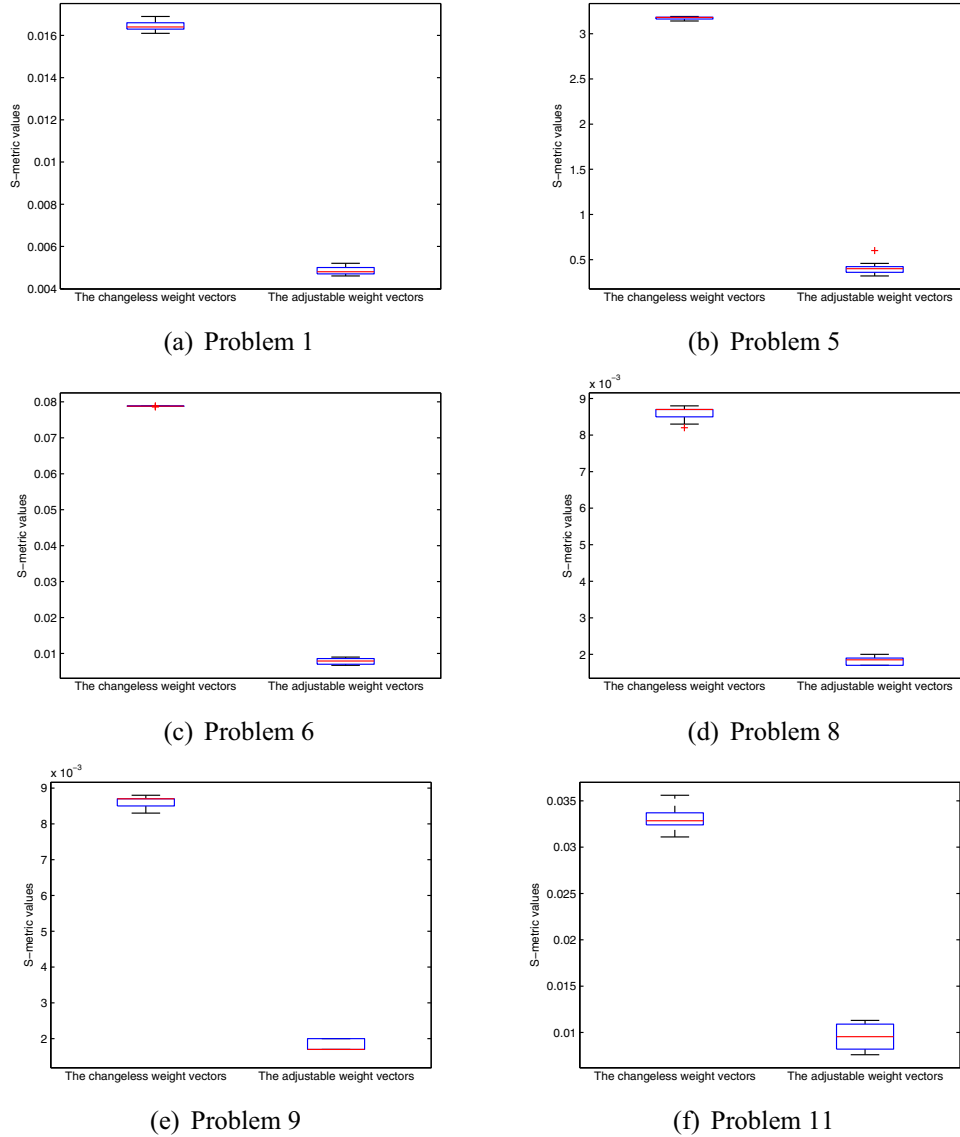 0.016
0.014
0.012
0.01
0.008
0.006
0.004
S−metric values
The changeless weight vectors
The adjustable weight vectors
(a) Problem 1
3
2.5
2
1.5
1
0.5
S−metric values
The changeless weight vectors
The adjustable weight vectors
(b) Problem 5
0.08
0.07
0.06
0.05
0.04
0.03
0.02
0.01
S−metric values
The changeless weight vectors
The adjustable weight vectors
(c) Problem 6
x 10−3
9
8
7
6
5
4
3
2
S−metric values
The changeless weight vectors
The adjustable weight vectors
(d) Problem 8
x 10−3
9
8
7
6
5
4
3
2
S−metric values
The changeless weight vectors
The adjustable weight vectors
(e) Problem 9
0.035
0.03
0.025
0.02
0.015
0.01
S−metric values
The changeless weight vectors
The adjustable weight vectors
(f) Problem 11